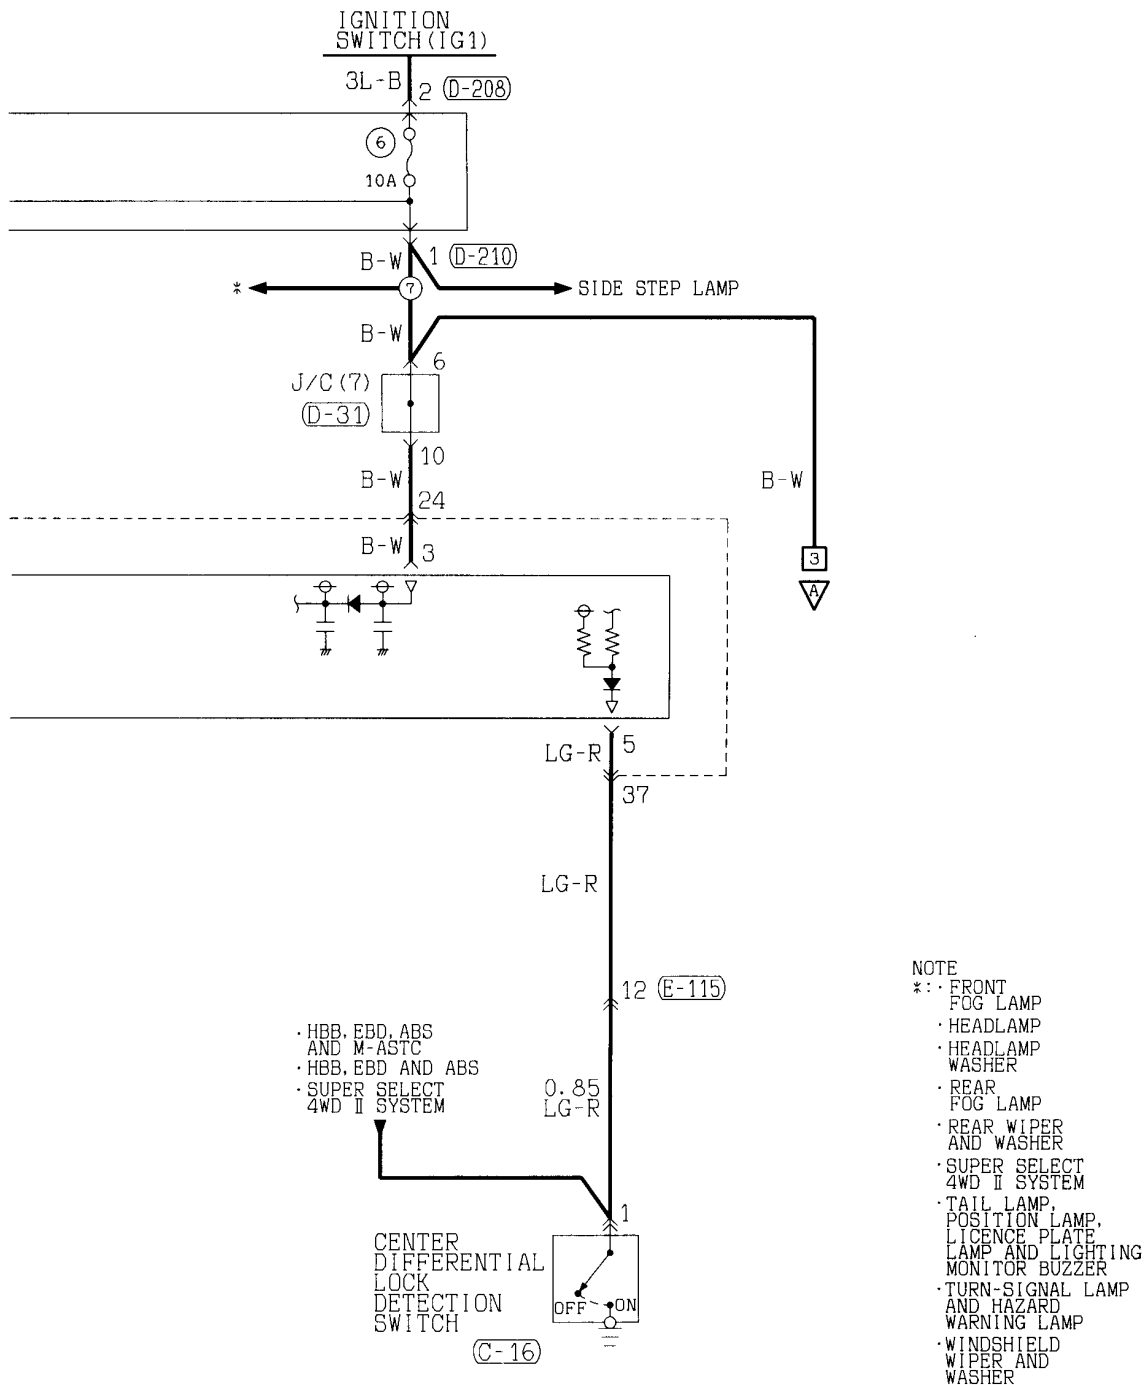 IGNITION
SWITCH(IG1)
3L-B
2 (D-208)
6
10A
B-W
1 (D-210)
*
7
SIDE STEP LAMP
B-W
6
J/C(7)
(D-31)
10
B-W
B-W
24
B-W
3
3
A
5
LG-R
37
LG-R
12 (E-115)
· HBB, EBD, ABS
AND M-ASTC
· HBB, EBD AND ABS
· SUPER SELECT
4WD Ⅱ SYSTEM
0.85
LG-R
1
CENTER
DIFFERENTIAL
LOCK
DETECTION
SWITCH
(C-16)
OFF
ON
NOTE
*:· FRONT
FOG LAMP
· HEADLAMP
· HEADLAMP
WASHER
· REAR
FOG LAMP
· REAR WIPER
AND WASHER
· SUPER SELECT
4WD Ⅱ SYSTEM
· TAIL LAMP,
POSITION LAMP,
LICENCE PLATE
LAMP AND LIGHTING
MONITOR BUZZER
· TURN-SIGNAL LAMP
AND HAZARD
WARNING LAMP
· WINDSHIELD
WIPER AND
WASHER